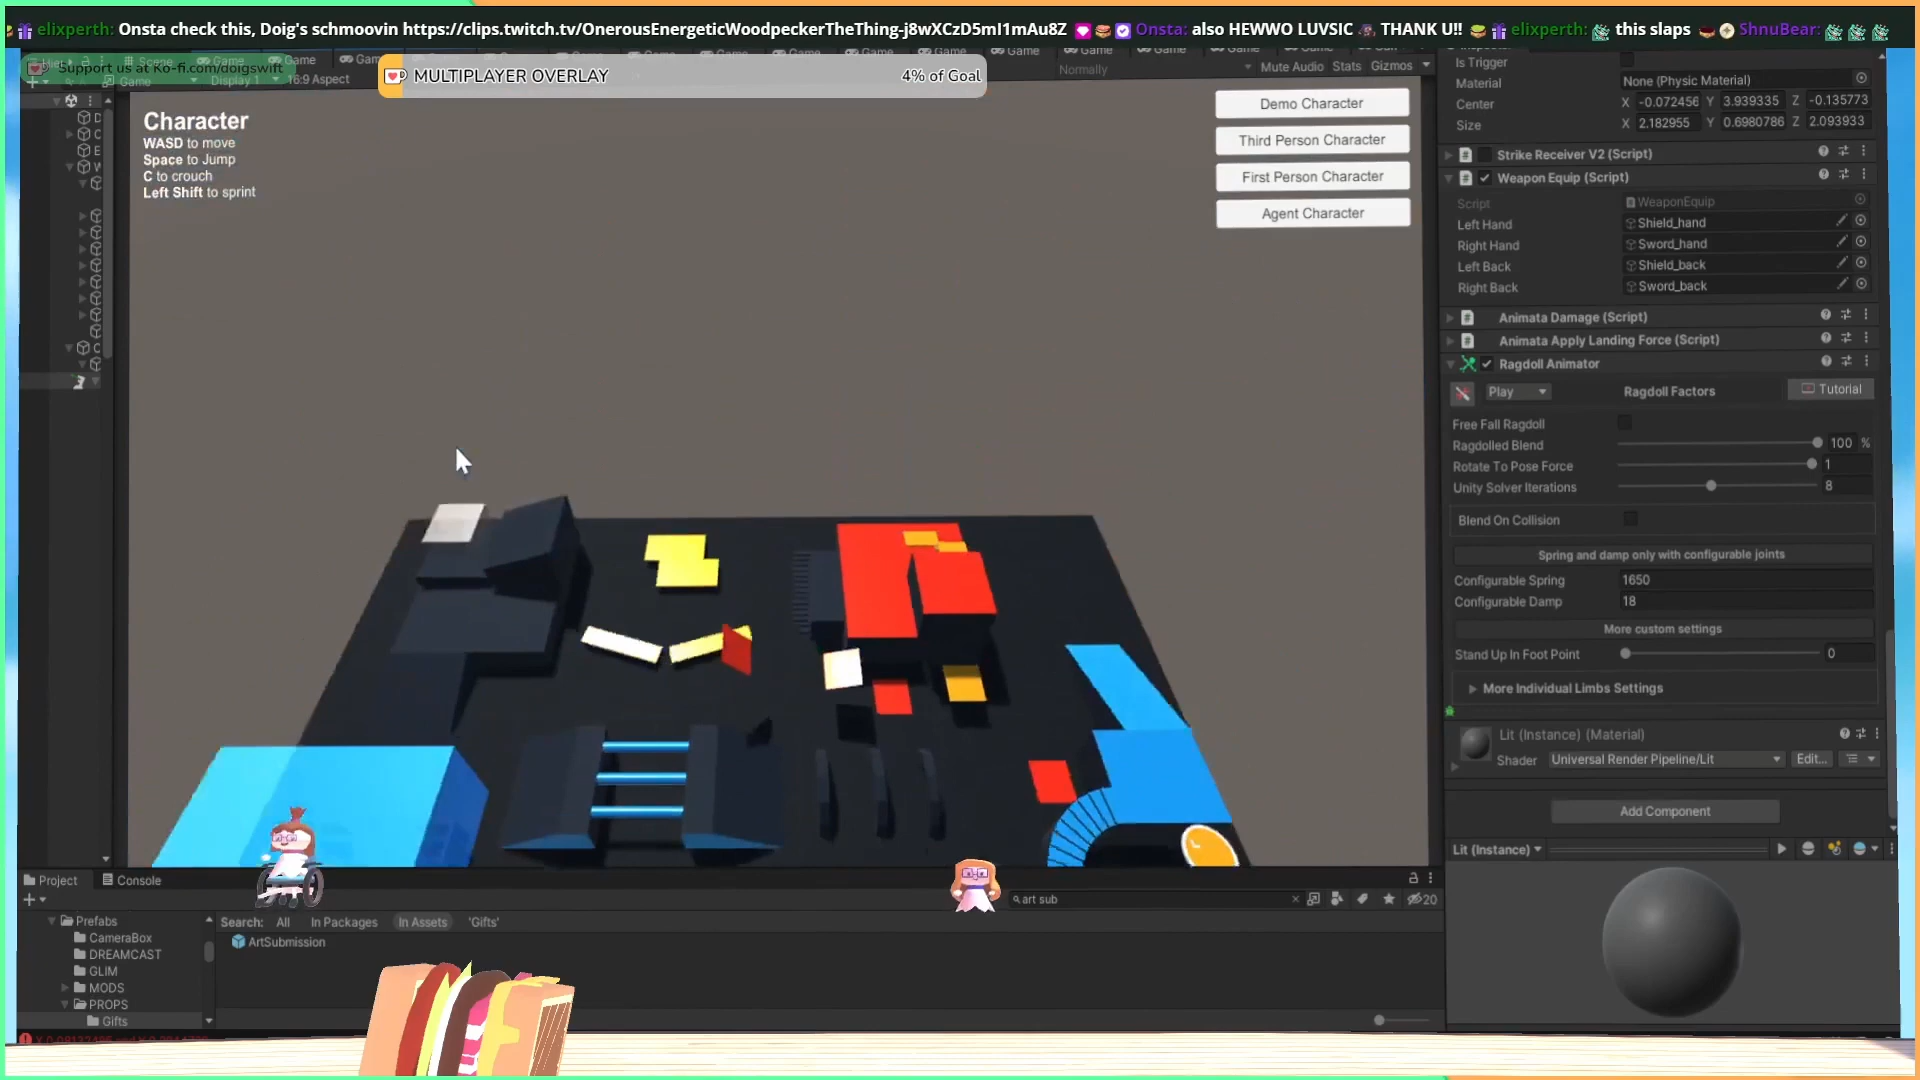 elixperth: Onsta check this, Doig's schmoovin https://clips.twitch.tv/OnerousEnergeticWoodpeckerTheThing-j8wXCzD5mI1mAu8Z Onsta: also HEWWO LUVSIC THANK U!! elixperth: this slaps ShnuBear:
Support us at Ko-fi.com/doigswift
Game Display 1 16:9 Aspect
MULTIPLAYER OVERLAY 4% of Goal
Normally Mute Audio Stats Gizmos
Character
WASD to move
Space to Jump
C to crouch
Left Shift to sprint
Demo Character
Third Person Character
First Person Character
Agent Character
Is Trigger
Material None (Physic Material)
Center X -0.072456 Y 3.939335 Z -0.135773
Size X 2.182955 Y 0.6980786 Z 2.093933
Strike Receiver V2 (Script)
Weapon Equip (Script)
Script WeaponEquip
Left Hand Shield_hand
Right Hand Sword_hand
Left Back Shield_back
Right Back Sword_back
Animata Damage (Script)
Animata Apply Landing Force (Script)
Ragdoll Animator
Play Ragdoll Factors Tutorial
Free Fall Ragdoll
Ragdolled Blend 100 %
Rotate To Pose Force 1
Unity Solver Iterations 8
Blend On Collision
Spring and damp only with configurable joints
Configurable Spring 1650
Configurable Damp 18
More custom settings
Stand Up In Foot Point 0
More Individual Limbs Settings
Lit (Instance) (Material)
Shader Universal Render Pipeline/Lit Edit...
Add Component
Lit (Instance)
Project Console
art sub 20
Prefabs
CameraBox
DREAMCAST
GLIM
MODS
PROPS
Gifts
Search: All In Packages In Assets 'Gifts'
ArtSubmission